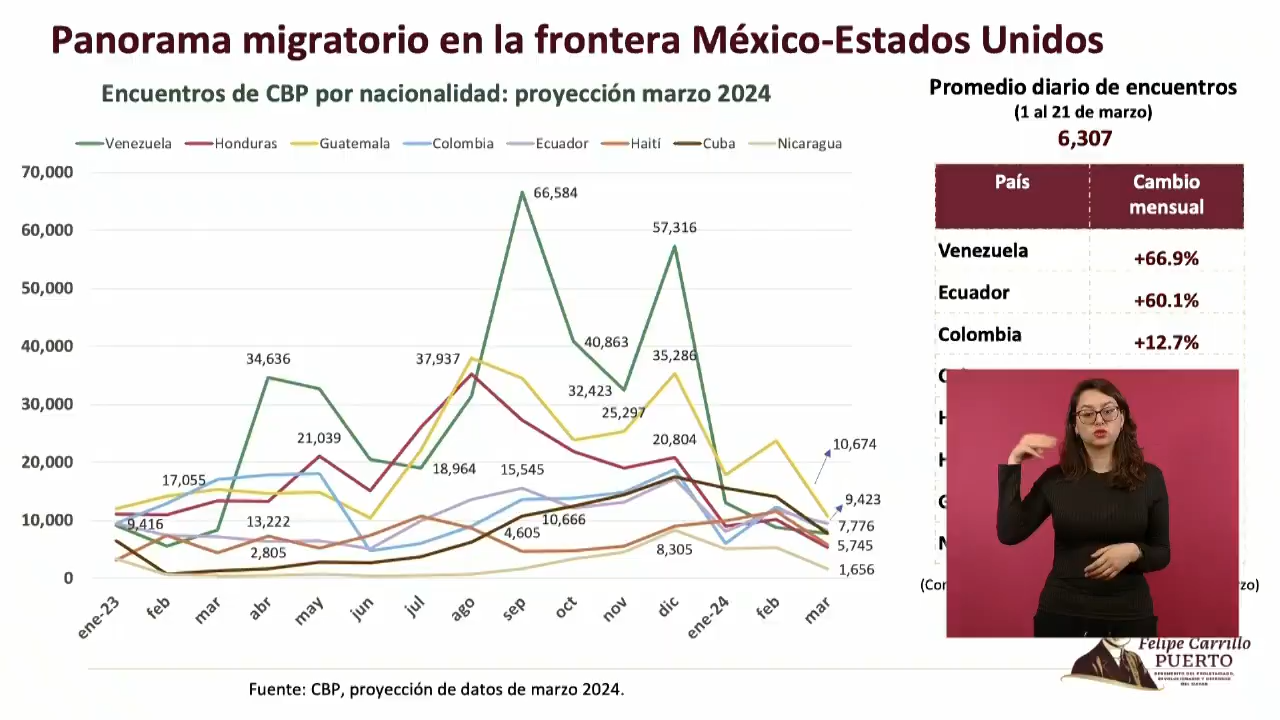 Panorama migratorio en la frontera México-Estados Unidos
Encuentros de CBP por nacionalidad: proyección marzo 2024
Venezuela Honduras Guatemala Colombia Ecuador Haití Cuba Nicaragua
70,000
60,000
50,000
40,000
30,000
20,000
10,000
0
66,584
57,316
40,863
37,937
35,286
34,636
32,423
25,297
21,039
20,804
18,964
15,545
17,055
9,416
13,222
2,805
10,666
4,605
8,305
10,674
9,423
7,776
5,745
1,656
ene-23 feb mar abr may jun jul ago sep oct nov dic ene-24 feb mar
Fuente: CBP, proyección de datos de marzo 2024.
Promedio diario de encuentros
(1 al 21 de marzo)
6,307
País Cambio mensual
Venezuela +66.9%
Ecuador +60.1%
Colombia +12.7%
Felipe Carrillo
PUERTO